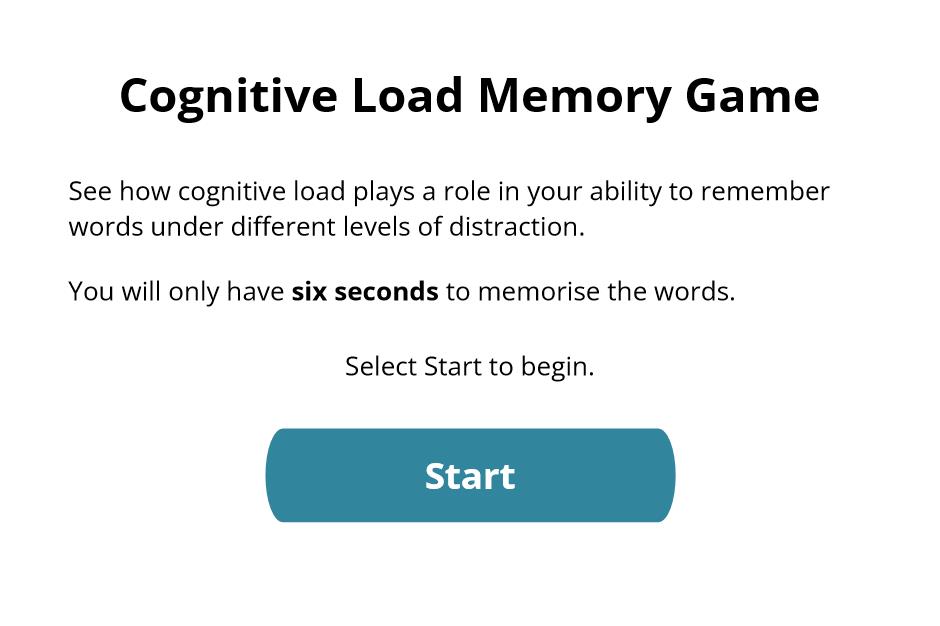 Cognitive Load Memory Game
See how cognitive load plays a role in your ability to remember
words under different levels of distraction.
You will only have six seconds to memorise the words.
Select Start to begin.
Start